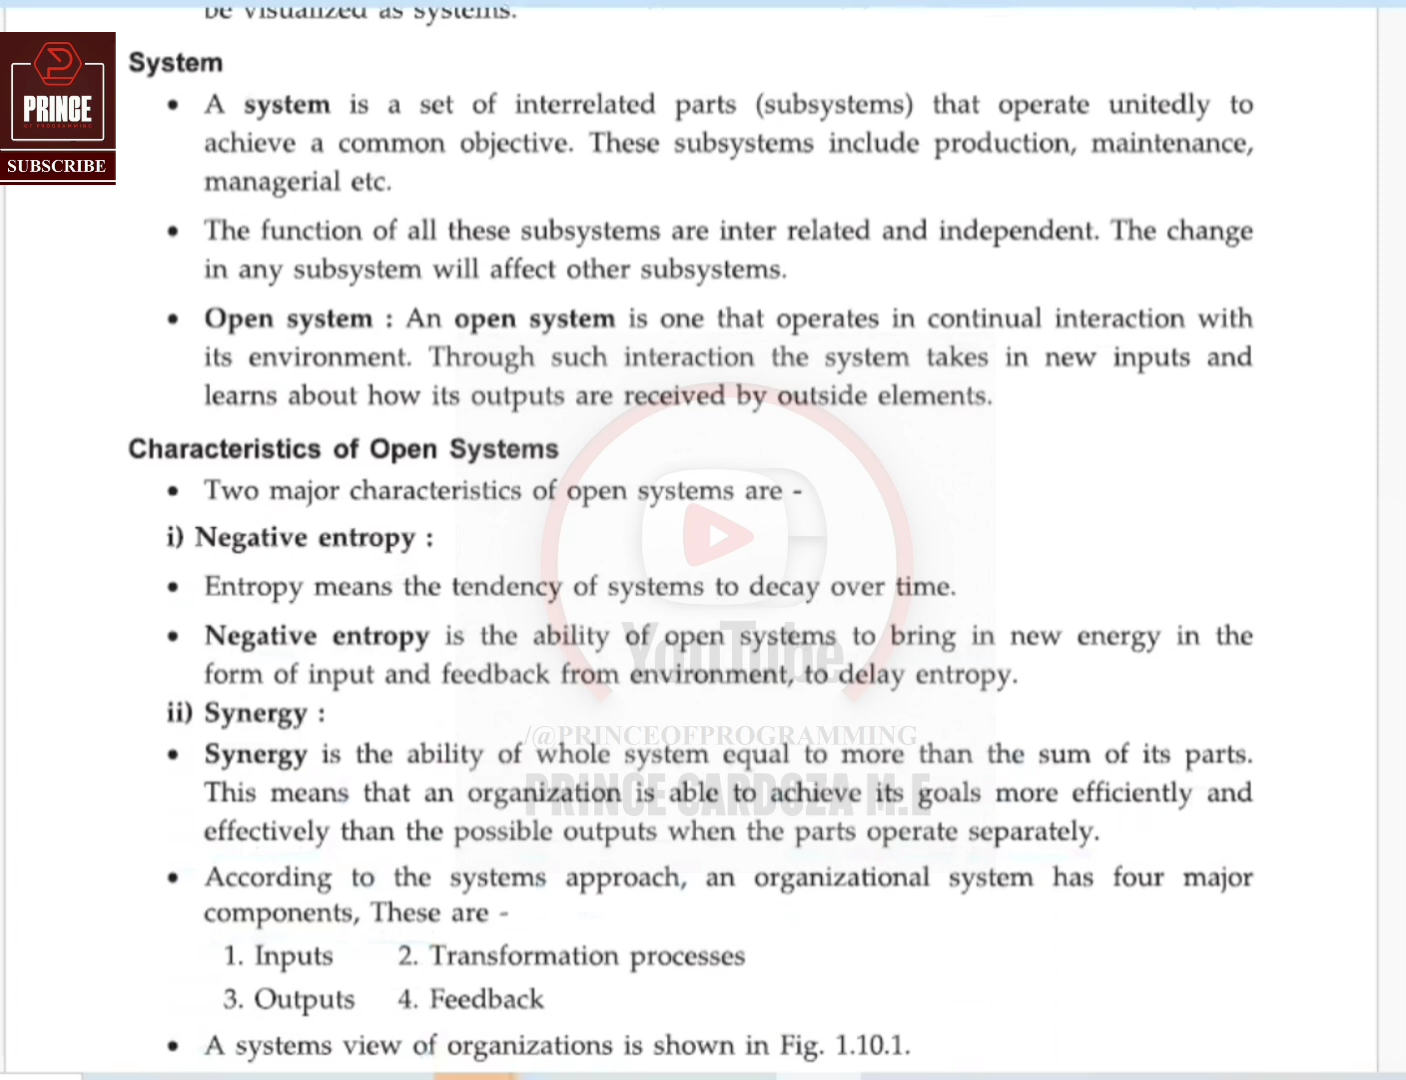 be visualized as systems.
PRINCE
OF PROGRAMMING
SUBSCRIBE
System
• A system is a set of interrelated parts (subsystems) that operate unitedly to
achieve a common objective. These subsystems include production, maintenance,
managerial etc.
• The function of all these subsystems are inter related and independent. The change
in any subsystem will affect other subsystems.
• Open system : An open system is one that operates in continual interaction with
its environment. Through such interaction the system takes in new inputs and
learns about how its outputs are received by outside elements.
Characteristics of Open Systems
• Two major characteristics of open systems are -
i) Negative entropy :
• Entropy means the tendency of systems to decay over time.
• Negative entropy is the ability of open systems to bring in new energy in the
form of input and feedback from environment, to delay entropy.
YouTube
ii) Synergy :
/@PRINCEOFPROGRAMMING
• Synergy is the ability of whole system equal to more than the sum of its parts.
This means that an organization is able to achieve its goals more efficiently and
PRINCE CARDOZA M.E
effectively than the possible outputs when the parts operate separately.
• According to the systems approach, an organizational system has four major
components, These are -
1. Inputs 2. Transformation processes
3. Outputs 4. Feedback
• A systems view of organizations is shown in Fig. 1.10.1.